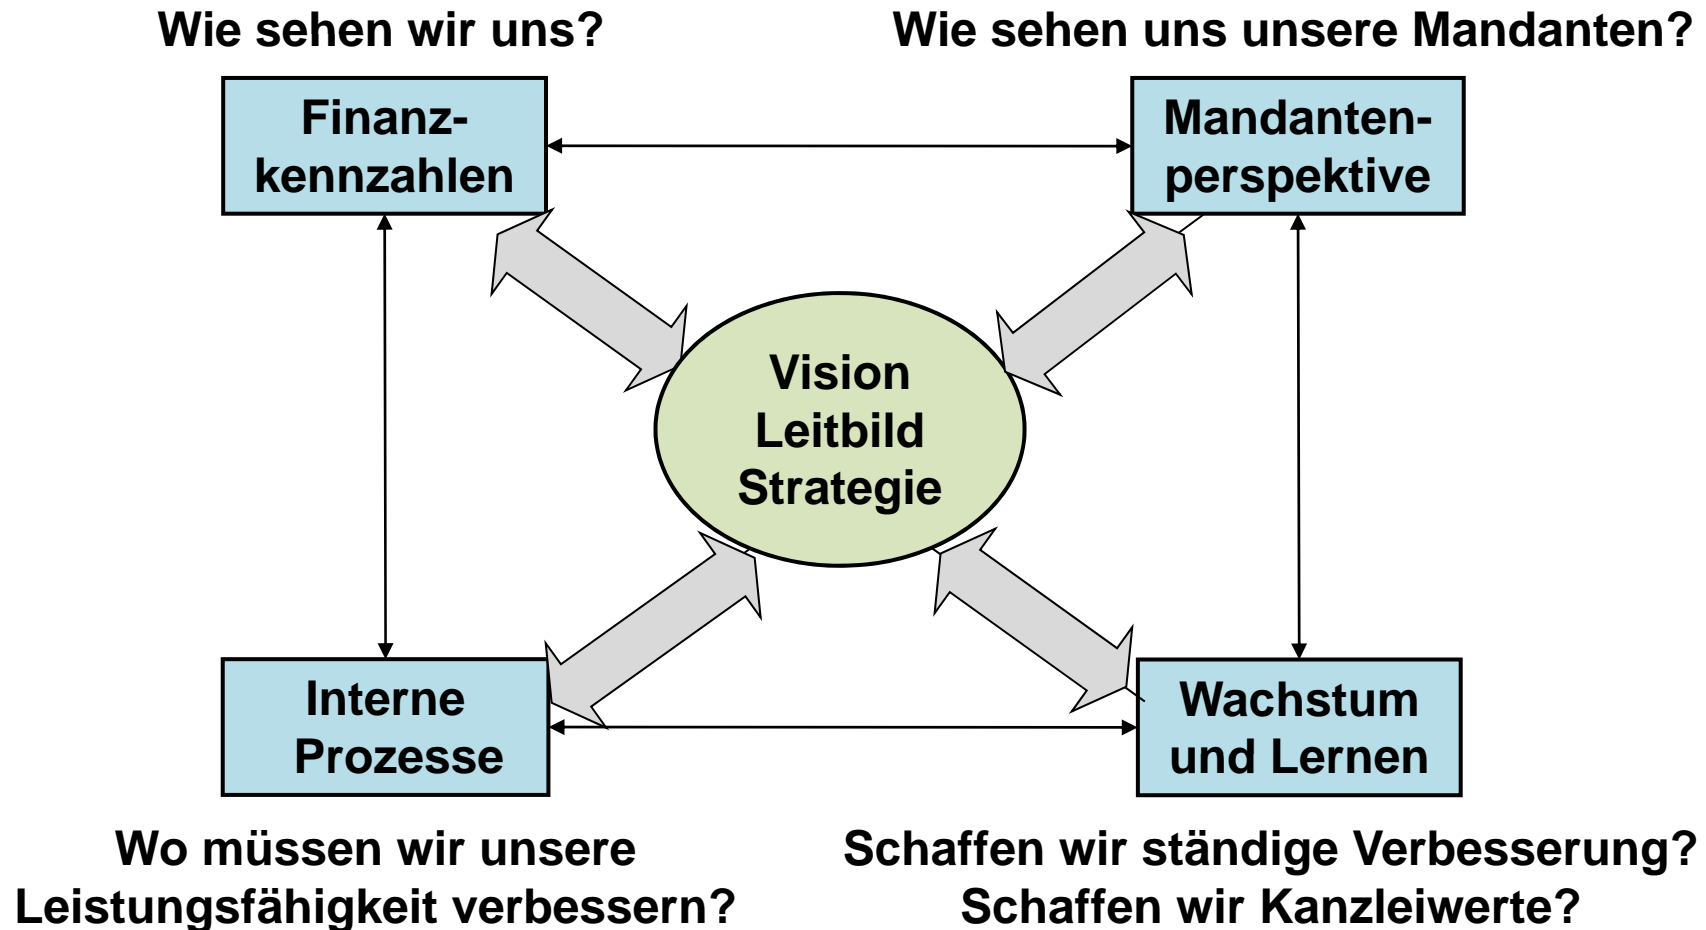 Wie sehen wir uns?
Wie sehen uns unsere Mandanten?
Finanz-
kennzahlen
Mandanten-
perspektive
Vision
Leitbild
Strategie
Interne
Prozesse
Wachstum
und Lernen
Wo müssen wir unsere
Leistungsfähigkeit verbessern?
Schaffen wir ständige Verbesserung?
Schaffen wir Kanzleiwerte?